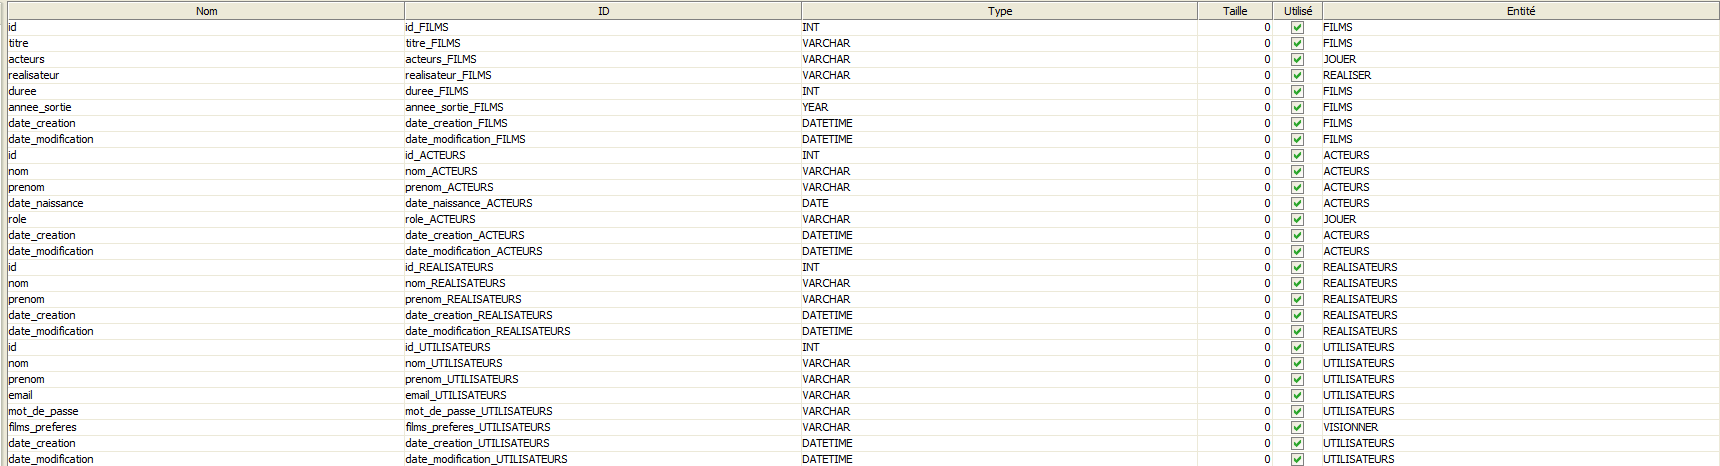 Nom ID Type Taille Utilisé Entité
id id_FILMS INT 0 FILMS
titre titre_FILMS VARCHAR 0 FILMS
acteurs acteurs_FILMS VARCHAR 0 JOUER
realisateur realisateur_FILMS VARCHAR 0 REALISER
duree duree_FILMS INT 0 FILMS
annee_sortie annee_sortie_FILMS YEAR 0 FILMS
date_creation date_creation_FILMS DATETIME 0 FILMS
date_modification date_modification_FILMS DATETIME 0 FILMS
id id_ACTEURS INT 0 ACTEURS
nom nom_ACTEURS VARCHAR 0 ACTEURS
prenom prenom_ACTEURS VARCHAR 0 ACTEURS
date_naissance date_naissance_ACTEURS DATE 0 ACTEURS
role role_ACTEURS VARCHAR 0 JOUER
date_creation date_creation_ACTEURS DATETIME 0 ACTEURS
date_modification date_modification_ACTEURS DATETIME 0 ACTEURS
id id_REALISATEURS INT 0 REALISATEURS
nom nom_REALISATEURS VARCHAR 0 REALISATEURS
prenom prenom_REALISATEURS VARCHAR 0 REALISATEURS
date_creation date_creation_REALISATEURS DATETIME 0 REALISATEURS
date_modification date_modification_REALISATEURS DATETIME 0 REALISATEURS
id id_UTILISATEURS INT 0 UTILISATEURS
nom nom_UTILISATEURS VARCHAR 0 UTILISATEURS
prenom prenom_UTILISATEURS VARCHAR 0 UTILISATEURS
email email_UTILISATEURS VARCHAR 0 UTILISATEURS
mot_de_passe mot_de_passe_UTILISATEURS VARCHAR 0 UTILISATEURS
films_preferes films_preferes_UTILISATEURS VARCHAR 0 VISIONNER
date_creation date_creation_UTILISATEURS DATETIME 0 UTILISATEURS
date_modification date_modification_UTILISATEURS DATETIME 0 UTILISATEURS